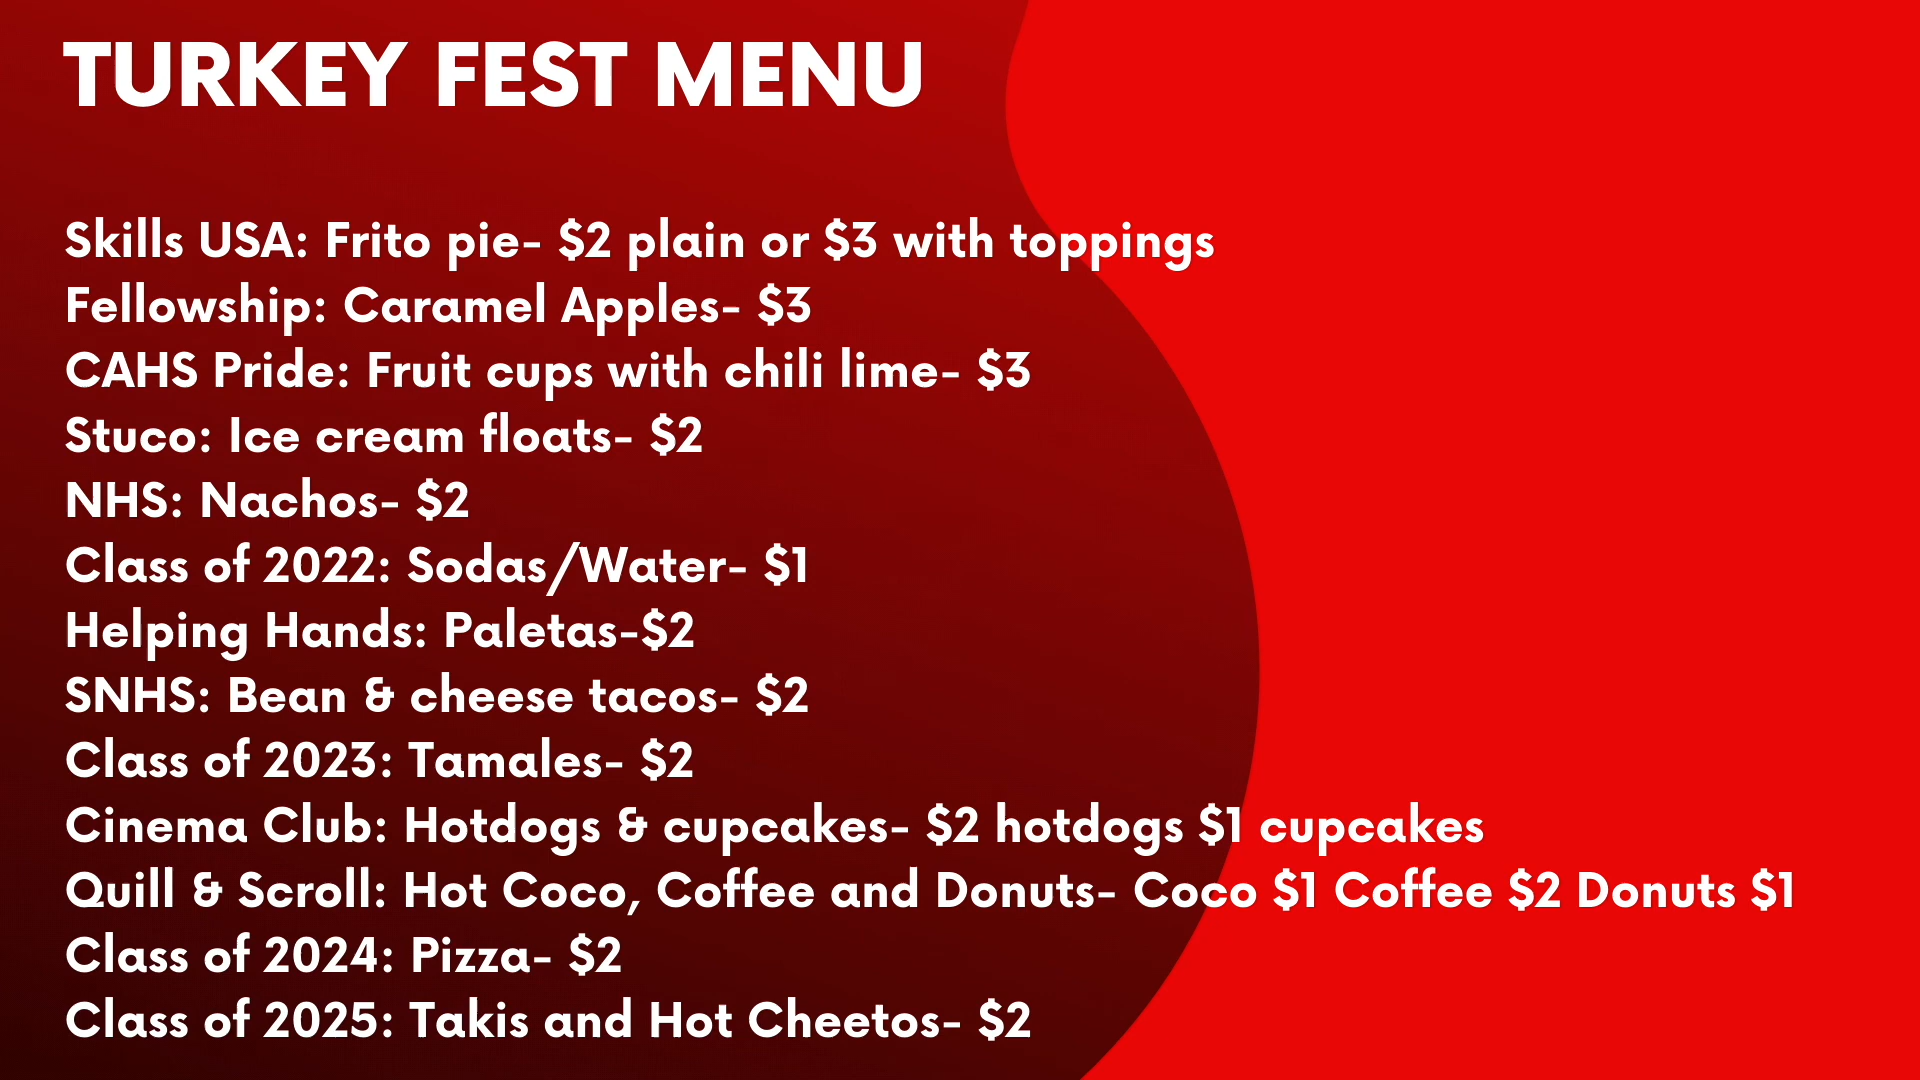 TURKEY FEST MENU
Skills USA: Frito pie- $2 plain or $3 with toppings
Fellowship: Caramel Apples- $3
CAHS Pride: Fruit cups with chili lime- $3
Stuco: Ice cream floats- $2
NHS: Nachos- $2
Class of 2022: Sodas/Water- $1
Helping Hands: Paletas-$2
SNHS: Bean & cheese tacos- $2
Class of 2023: Tamales- $2
Cinema Club: Hotdogs & cupcakes- $2 hotdogs $1 cupcakes
Quill & Scroll: Hot Coco, Coffee and Donuts- Coco $1 Coffee $2 Donuts $1
Class of 2024: Pizza- $2
Class of 2025: Takis and Hot Cheetos- $2